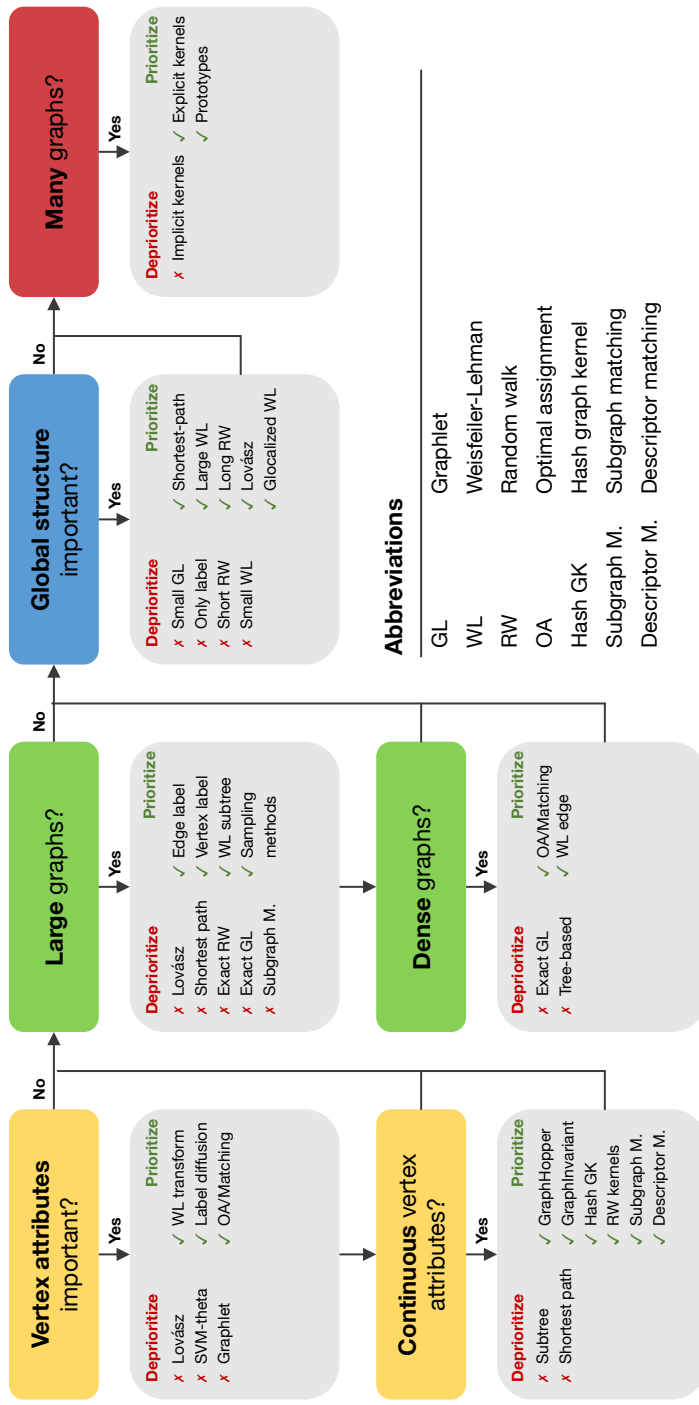 Vertex attributes
important?
Yes
No
Deprioritize
✗ Lovász
✗ SVM-theta
✗ Graphlet
Prioritize
✓ WL transform
✓ Label diffusion
✓ OA/Matching
Continuous vertex
attributes?
Yes
Deprioritize
✗ Subtree
✗ Shortest path
Prioritize
✓ GraphHopper
✓ GraphInvariant
✓ Hash GK
✓ RW kernels
✓ Subgraph M.
✓ Descriptor M.
Large graphs?
Yes
No
Deprioritize
✗ Lovász
✗ Shortest path
✗ Exact RW
✗ Exact GL
✗ Subgraph M.
Prioritize
✓ Edge label
✓ Vertex label
✓ WL subtree
✓ Sampling
methods
Dense graphs?
Yes
Deprioritize
✗ Exact GL
✗ Tree-based
Prioritize
✓ OA/Matching
✓ WL edge
Global structure
important?
Yes
No
Deprioritize
✗ Small GL
✗ Only label
✗ Short RW
✗ Small WL
Prioritize
✓ Shortest-path
✓ Large WL
✓ Long RW
✓ Lovász
✓ Glocalized WL
Many graphs?
Yes
Deprioritize
✗ Implicit kernels
Prioritize
✓ Explicit kernels
✓ Prototypes
Abbreviations
GL Graphlet
WL Weisfeiler-Lehman
RW Random walk
OA Optimal assignment
Hash GK Hash graph kernel
Subgraph M. Subgraph matching
Descriptor M. Descriptor matching